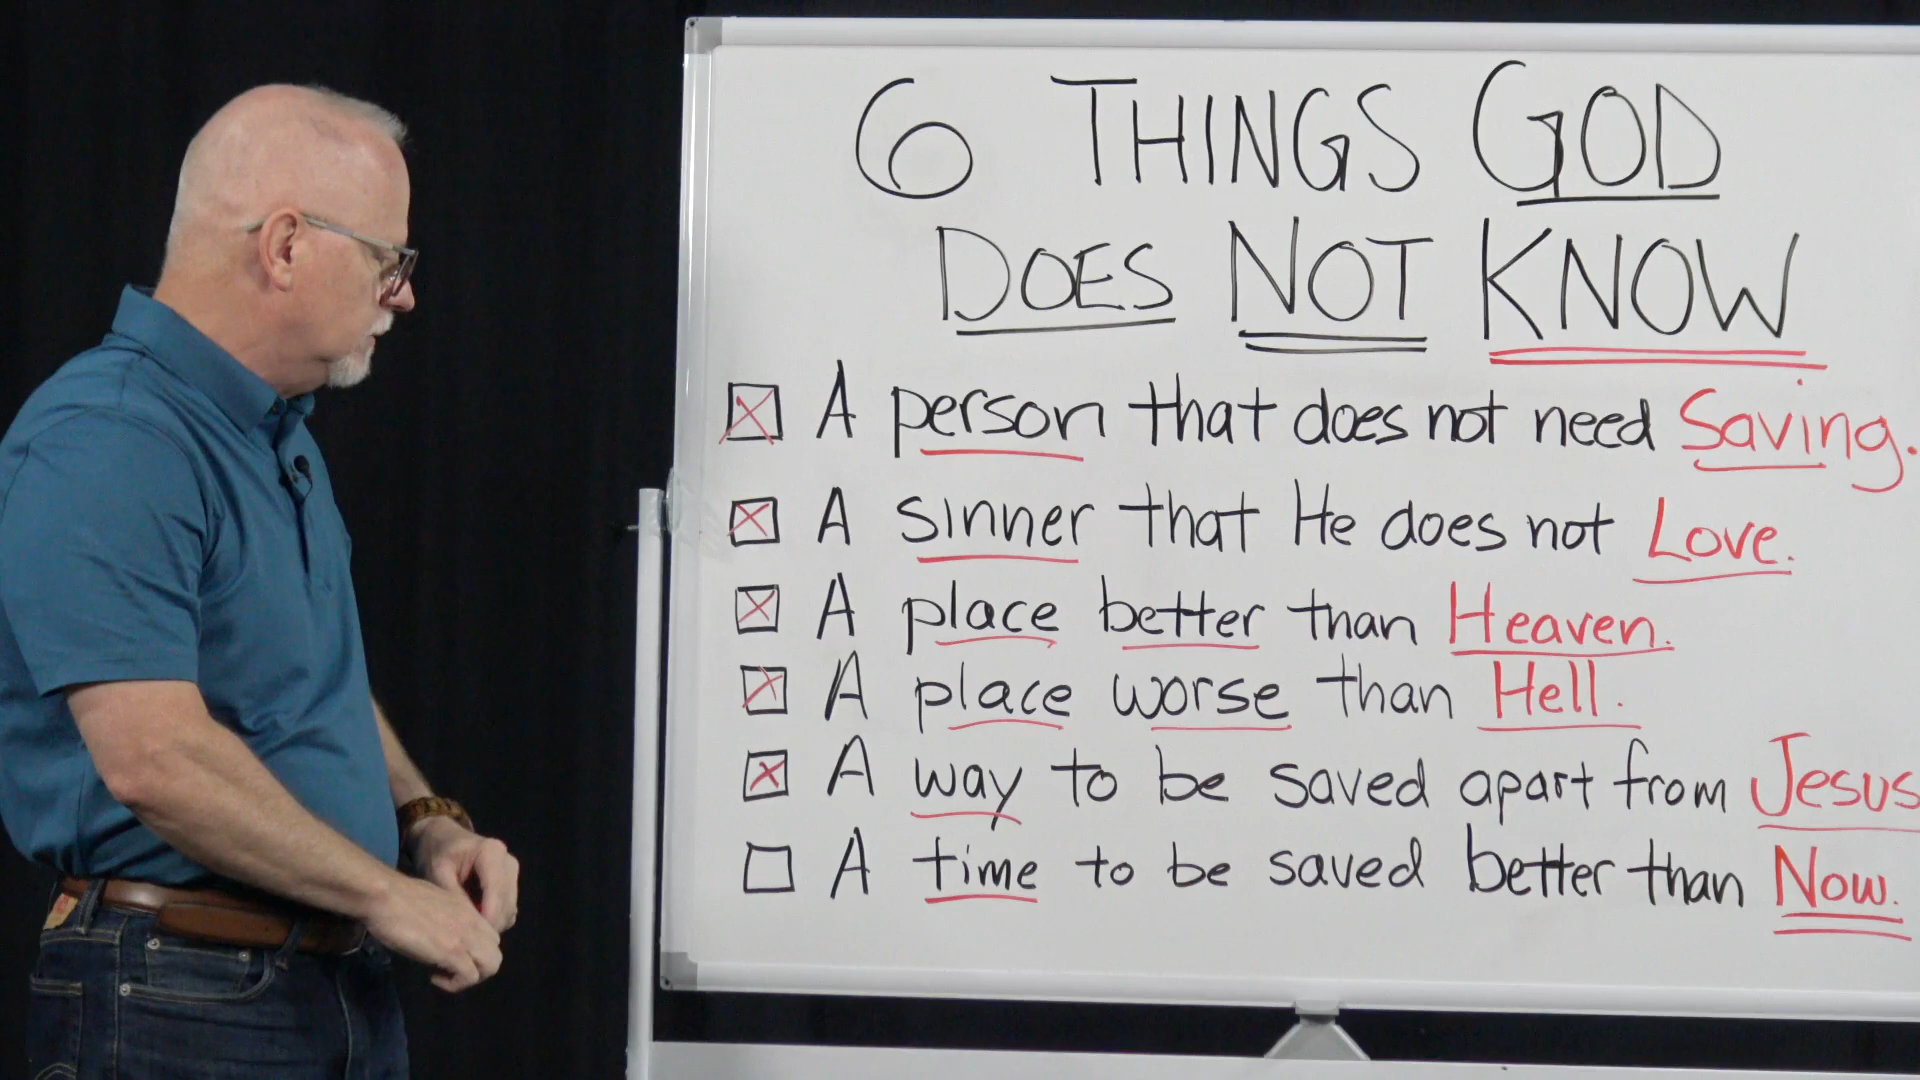 6 THINGS GOD
DOES NOT KNOW
A person that does not need Saving.
A sinner that He does not Love.
A place better than Heaven.
A place worse than Hell.
A way to be saved apart from Jesus
A time to be saved better than Now.